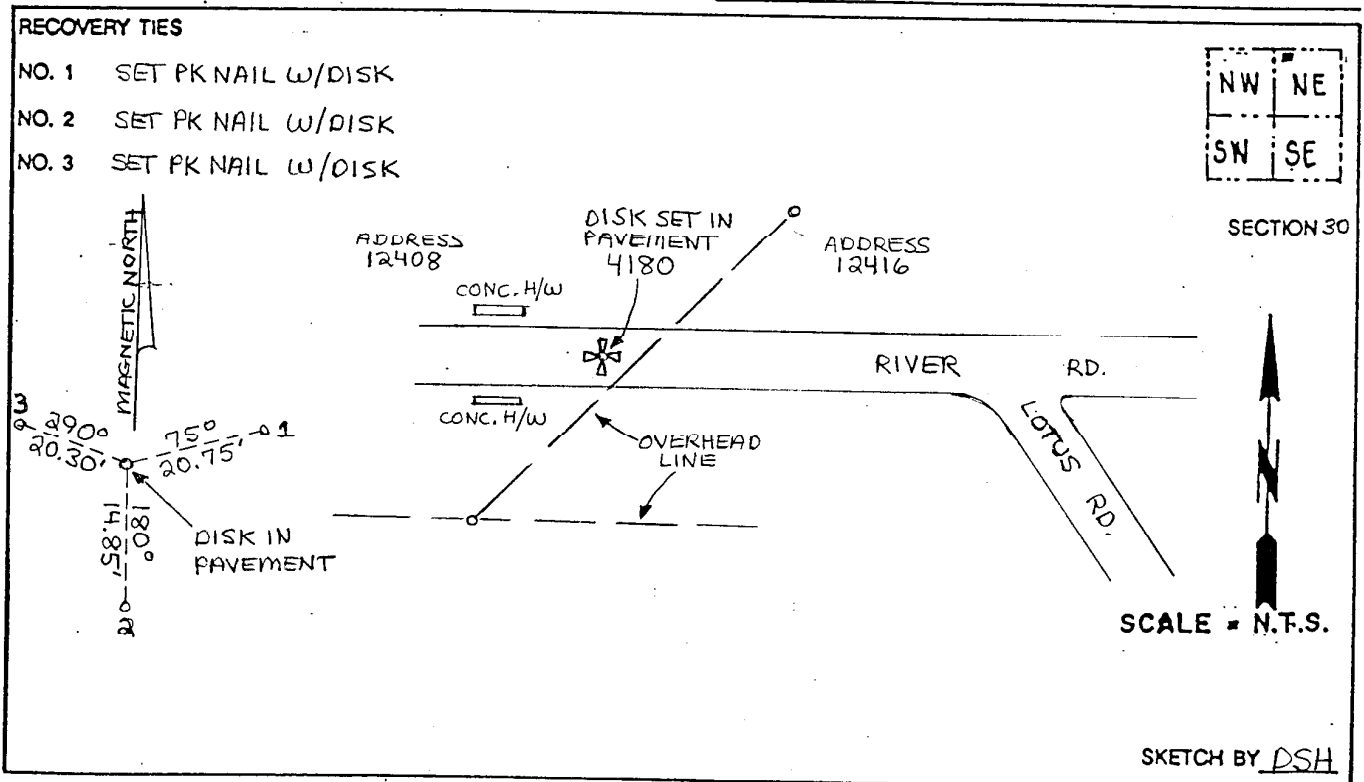 RECOVERY TIES
NO. 1 SET PK NAIL W/DISK
NO. 2 SET PK NAIL W/DISK
NO. 3 SET PK NAIL W/DISK
NW NE
SW SE
SECTION 30
MAGNETIC NORTH
ADDRESS
12408
DISK SET IN
PAVEMENT
4180
ADDRESS
12416
CONC. H/W
RIVER RD.
CONC. H/W
LOTUS RD.
OVERHEAD
LINE
3
290°
20.30'
75°
20.75'
1
180°
14.85'
2
DISK IN
PAVEMENT
N
SCALE = N.T.S.
SKETCH BY DSH